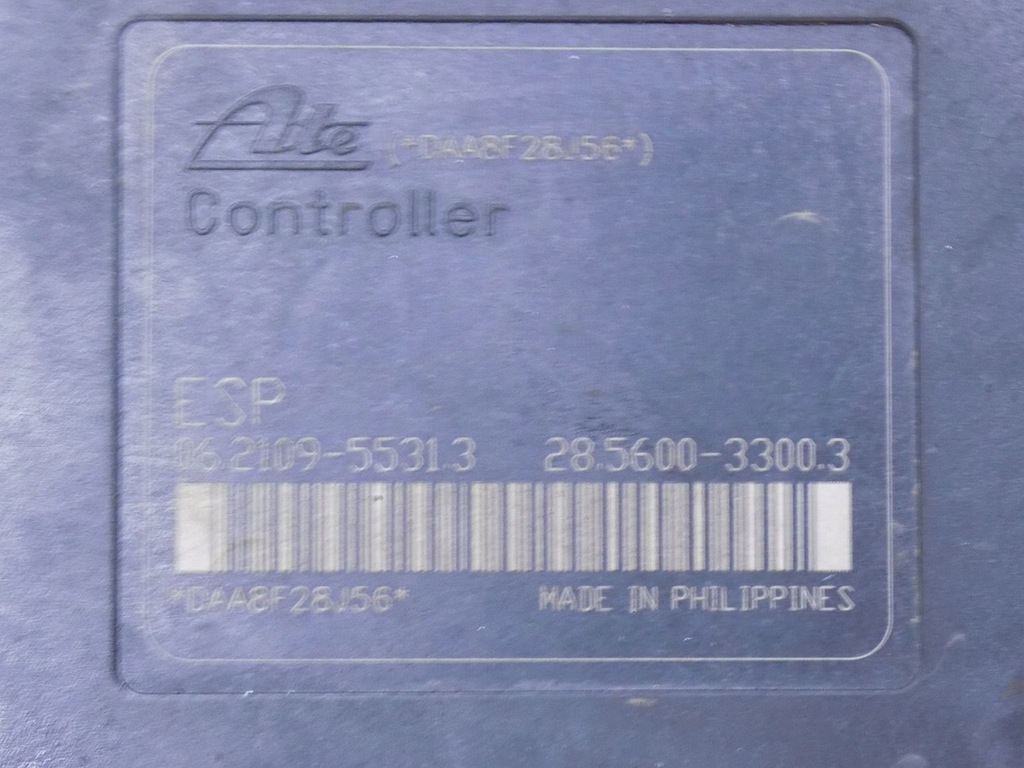 Ate (*DAA8F28J56*)
Controller
ESP
06.2109-5531.3 28.5600-3300.3
*DAA8F28J56* MADE IN PHILIPPINES